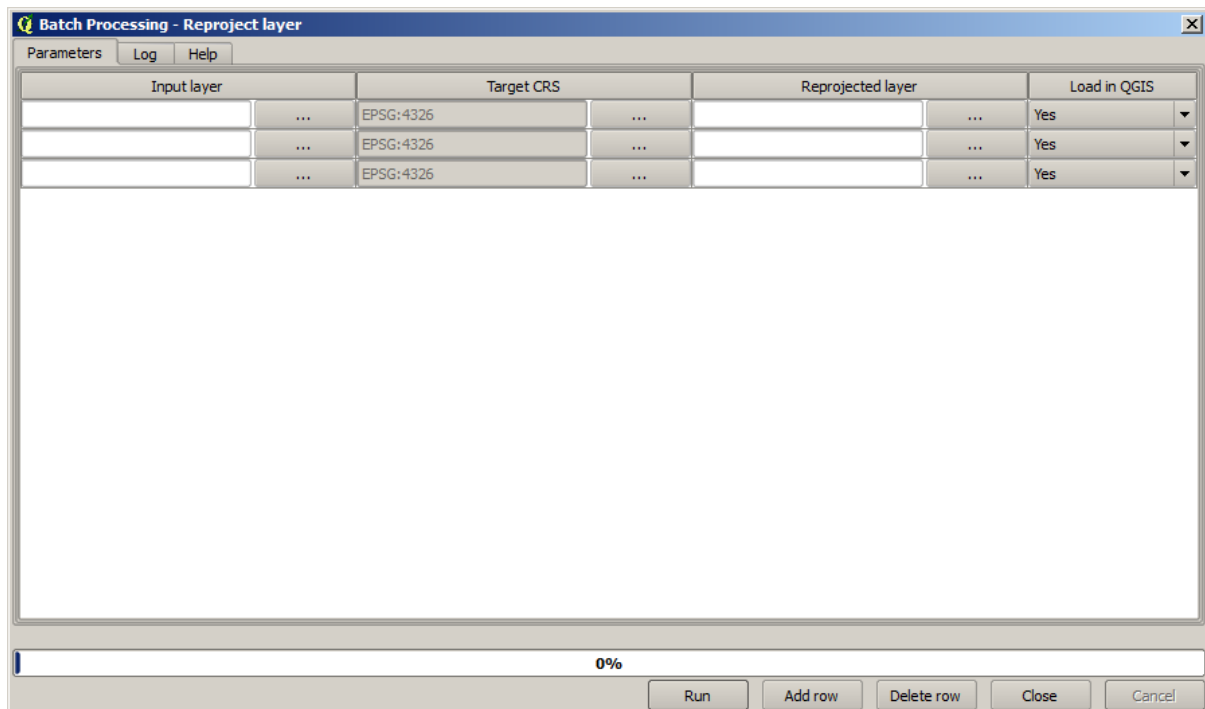 Batch Processing - Reproject layer
Parameters Log Help
Input layer Target CRS Reprojected layer Load in QGIS
... EPSG:4326 ... ... Yes
... EPSG:4326 ... ... Yes
... EPSG:4326 ... ... Yes
0%
Run Add row Delete row Close Cancel